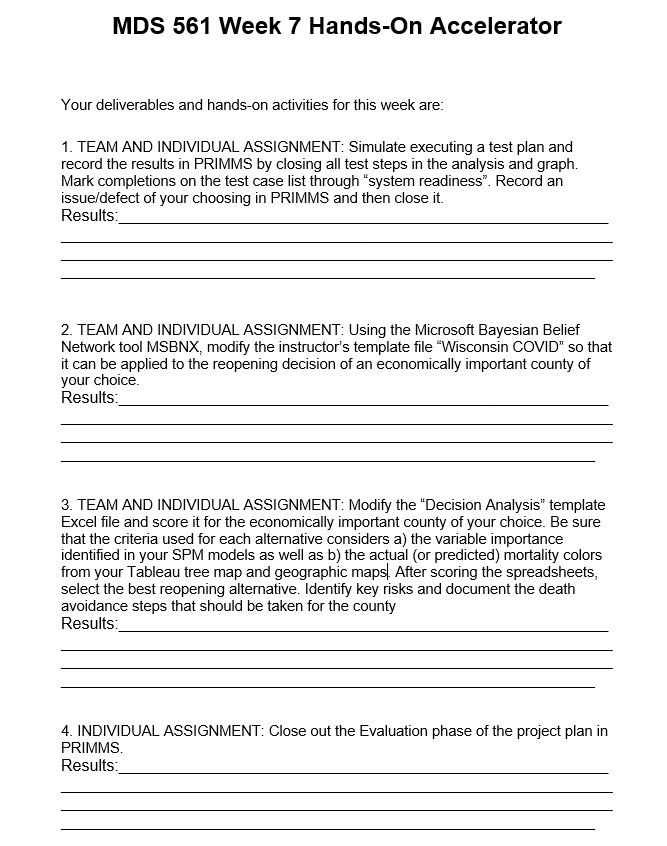 MDS 561 Week 7 Hands-On Accelerator
Your deliverables and hands-on activities for this week are:
1. TEAM AND INDIVIDUAL ASSIGNMENT: Simulate executing a test plan and
record the results in PRIMMS by closing all test steps in the analysis and graph.
Mark completions on the test case list through “system readiness”. Record an
issue/defect of your choosing in PRIMMS and then close it.
Results:
2. TEAM AND INDIVIDUAL ASSIGNMENT: Using the Microsoft Bayesian Belief
Network tool MSBNX, modify the instructor’s template file “Wisconsin COVID” so that
it can be applied to the reopening decision of an economically important county of
your choice.
Results:
3. TEAM AND INDIVIDUAL ASSIGNMENT: Modify the “Decision Analysis” template
Excel file and score it for the economically important county of your choice. Be sure
that the criteria used for each alternative considers a) the variable importance
identified in your SPM models as well as b) the actual (or predicted) mortality colors
from your Tableau tree map and geographic maps. After scoring the spreadsheets,
select the best reopening alternative. Identify key risks and document the death
avoidance steps that should be taken for the county
Results:
4. INDIVIDUAL ASSIGNMENT: Close out the Evaluation phase of the project plan in
PRIMMS.
Results: